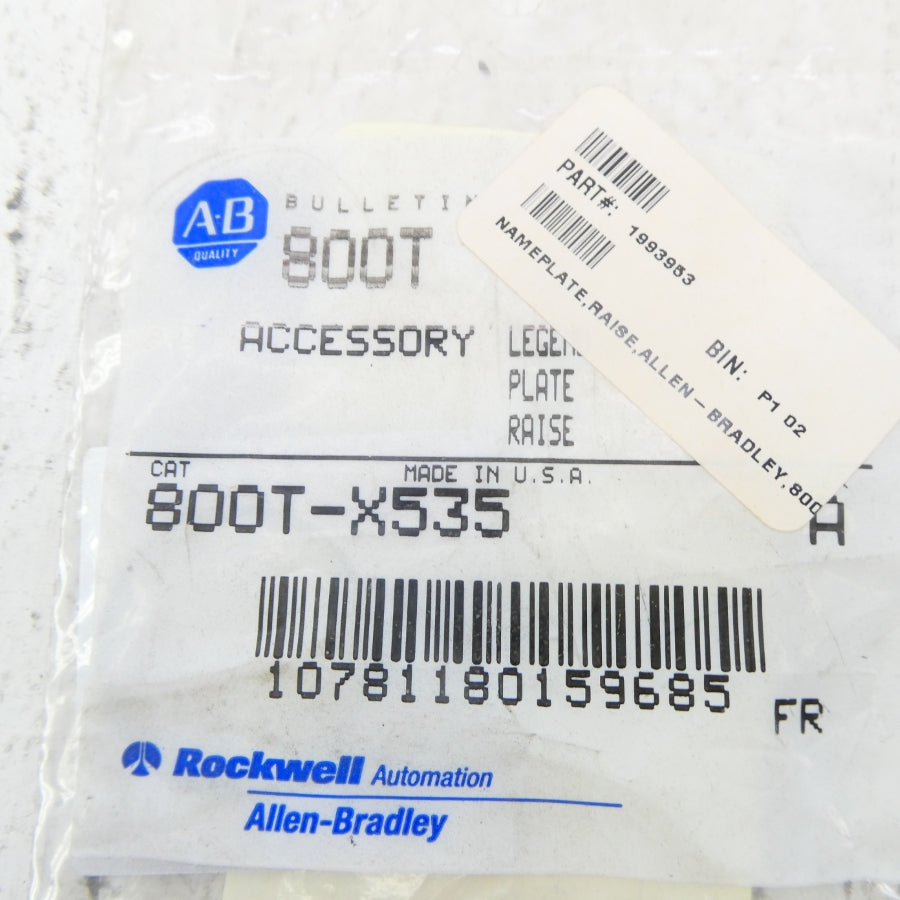 A-B
QUALITY
BULLETIN
800T
ACCESSORY
PLATE
RAISE
CAT
MADE IN U.S.A.
800T-X535
A
10781180159685
FR
Rockwell Automation
Allen-Bradley
PART#: 1993953
BIN: P1 02
NAMEPLATE,RAISE,ALLEN-BRADLEY,800